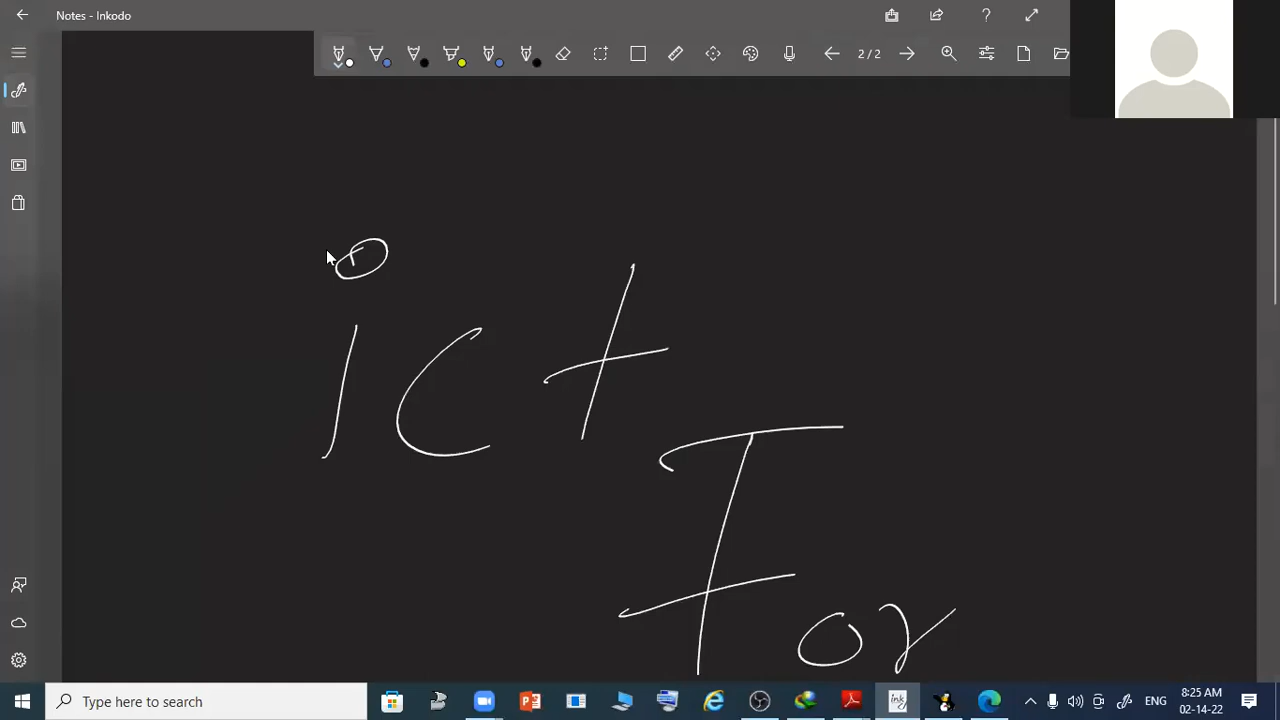 Notes - Inkodo
2/2
ict
For
Type here to search
ENG
8:25 AM
02-14-22